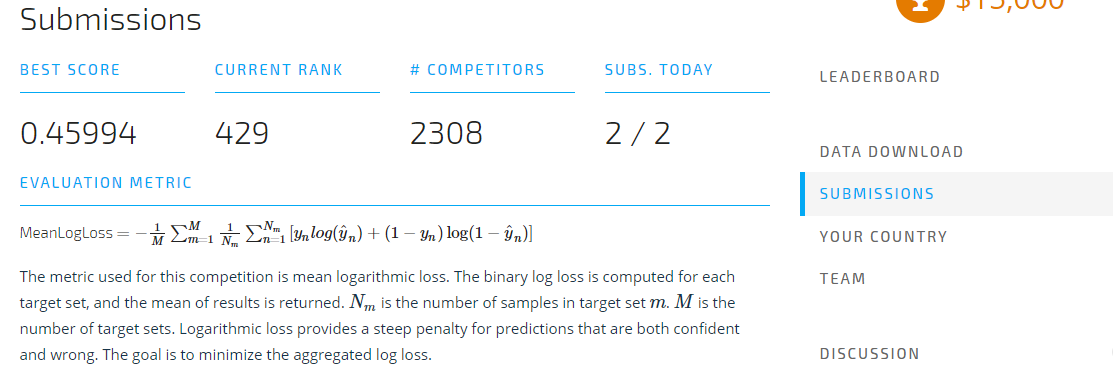 Submissions
BEST SCORE
CURRENT RANK
# COMPETITORS
SUBS. TODAY
0.45994
429
2308
2 / 2
EVALUATION METRIC
MeanLogLoss = −1/M ∑_{m=1}^{M} 1/N_m ∑_{n=1}^{N_m} [y_n log(ŷ_n) + (1 − y_n) log(1 − ŷ_n)]
The metric used for this competition is mean logarithmic loss. The binary log loss is computed for each
target set, and the mean of results is returned. N_m is the number of samples in target set m. M is the
number of target sets. Logarithmic loss provides a steep penalty for predictions that are both confident
and wrong. The goal is to minimize the aggregated log loss.
LEADERBOARD
DATA DOWNLOAD
SUBMISSIONS
YOUR COUNTRY
TEAM
DISCUSSION